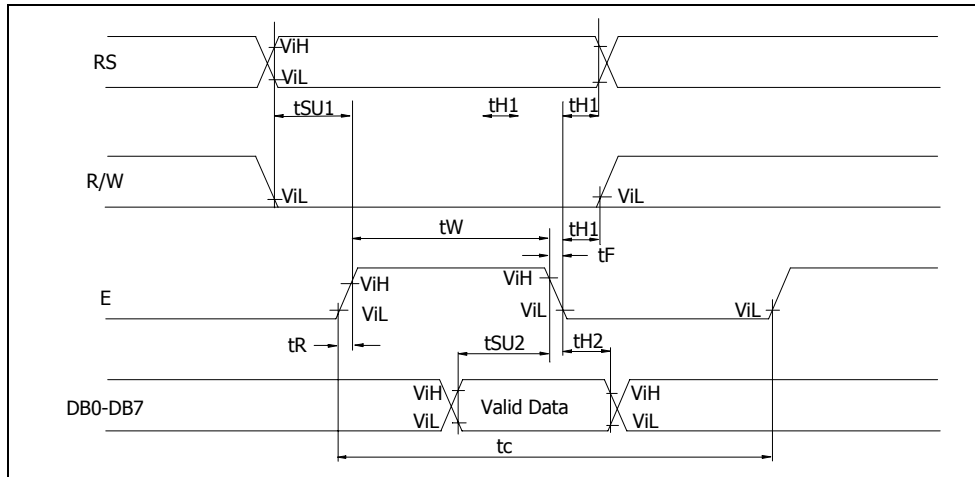 ViH
RS
ViL
tSU1 tH1 tH1
R/W
ViL ViL
tW tH1
tF
ViH ViH
E
ViL ViL ViL
tR tSU2 tH2
ViH ViH
DB0-DB7 Valid Data
ViL ViL
tc